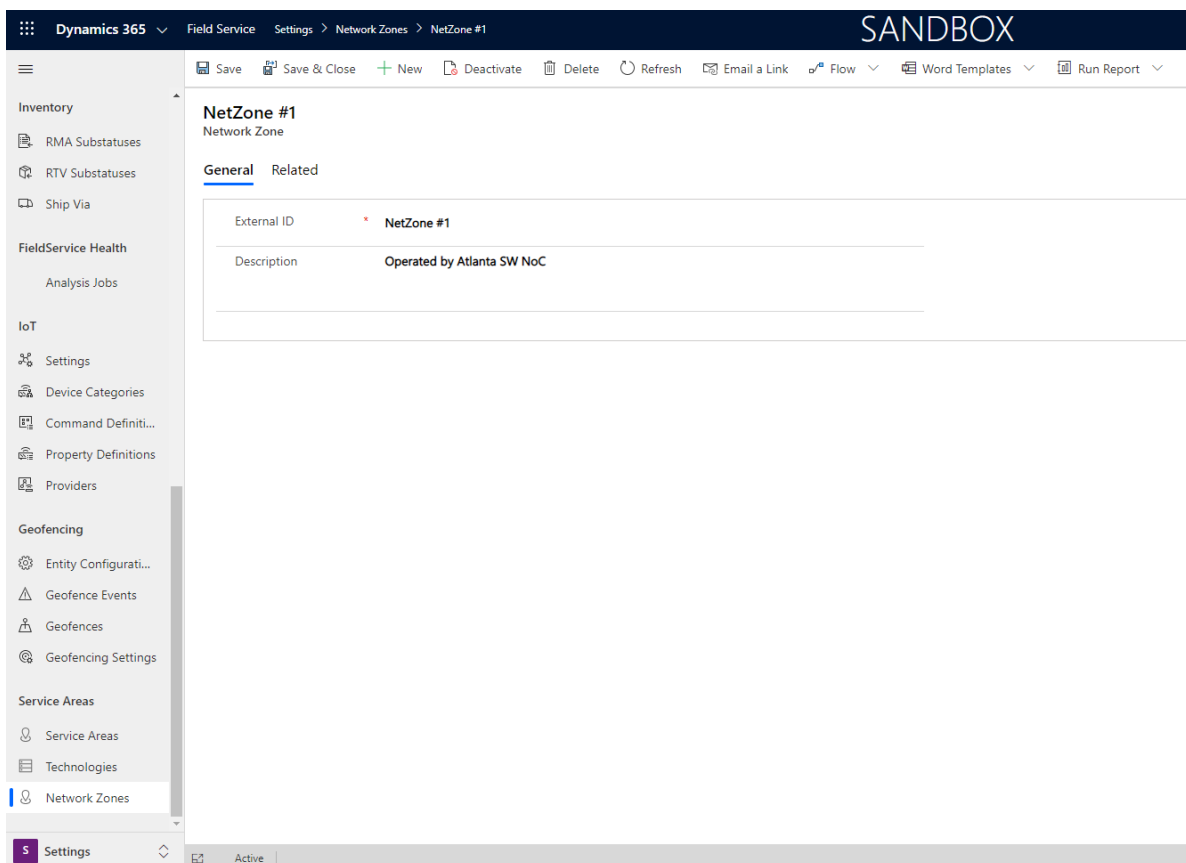 Dynamics 365 Field Service Settings > Network Zones > NetZone #1 SANDBOX
Save Save & Close New Deactivate Delete Refresh Email a Link Flow Word Templates Run Report
Inventory
RMA Substatuses
RTV Substatuses
Ship Via
FieldService Health
Analysis Jobs
IoT
Settings
Device Categories
Command Definiti...
Property Definitions
Providers
Geofencing
Entity Configurati...
Geofence Events
Geofences
Geofencing Settings
Service Areas
Service Areas
Technologies
Network Zones
S Settings
NetZone #1
Network Zone
General Related
External ID * NetZone #1
Description Operated by Atlanta SW NoC
Active